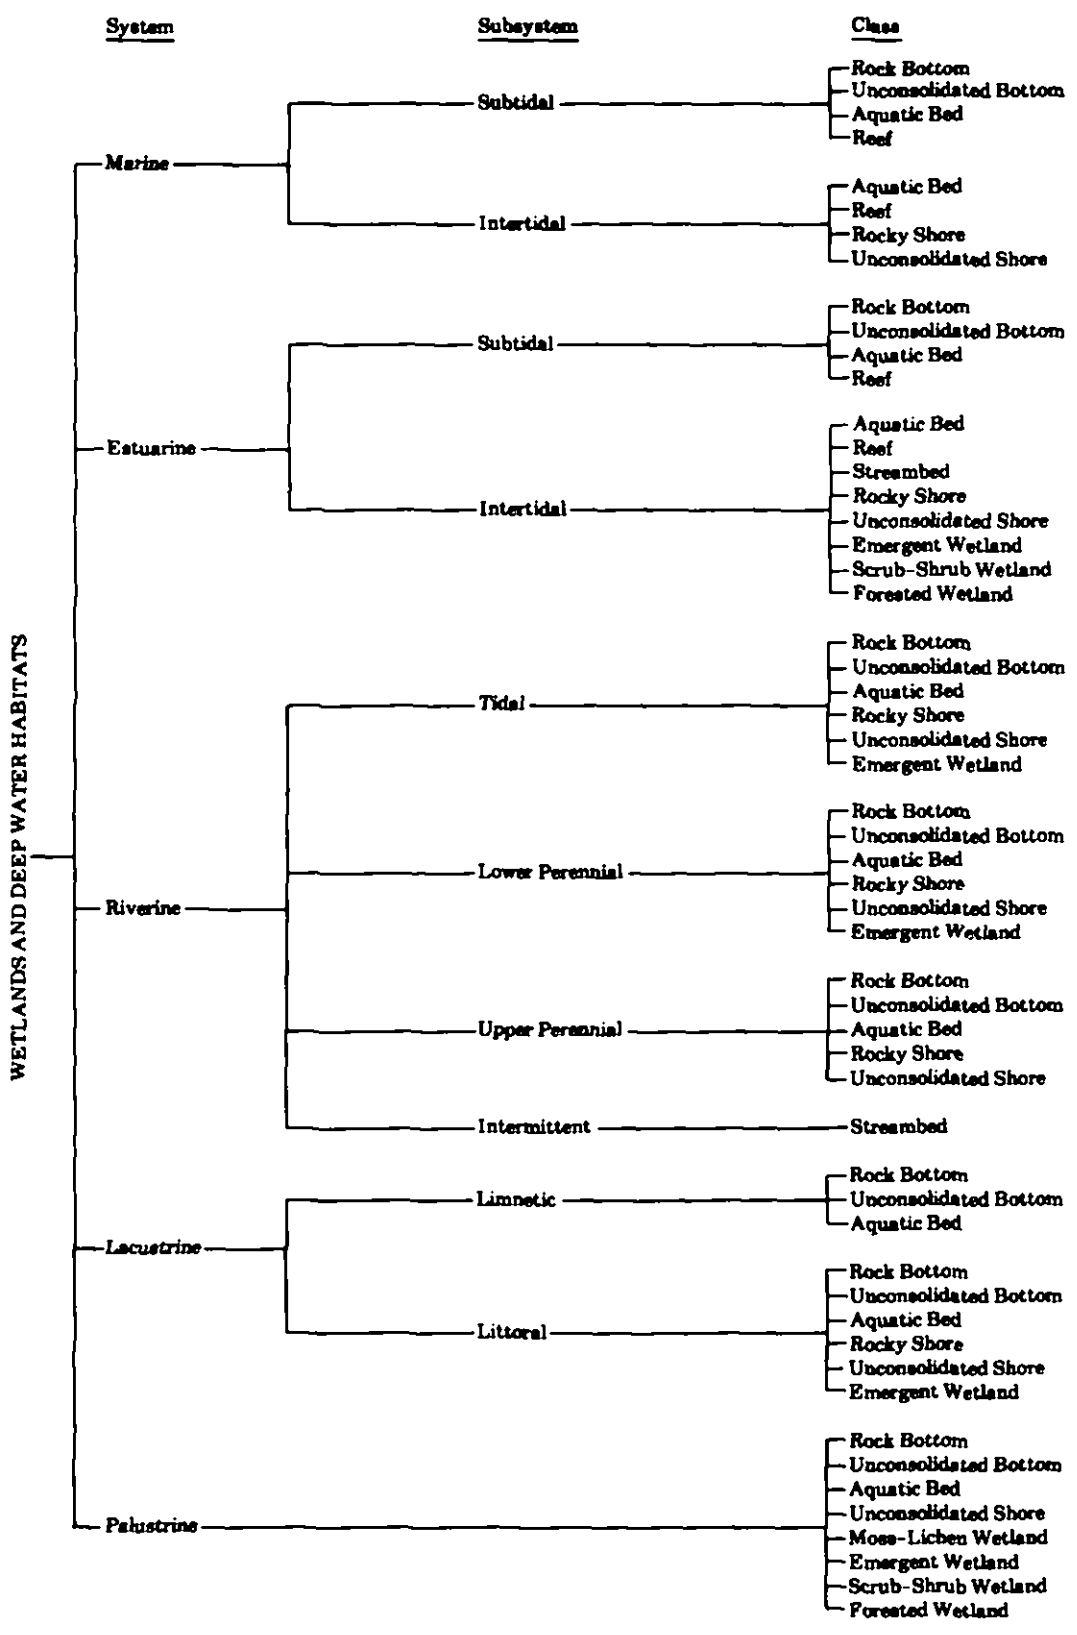 System Subsystem Class
WETLANDS AND DEEP WATER HABITATS
Marine
Subtidal
Rock Bottom
Unconsolidated Bottom
Aquatic Bed
Reef
Intertidal
Aquatic Bed
Reef
Rocky Shore
Unconsolidated Shore
Estuarine
Subtidal
Rock Bottom
Unconsolidated Bottom
Aquatic Bed
Reef
Intertidal
Aquatic Bed
Reef
Streambed
Rocky Shore
Unconsolidated Shore
Emergent Wetland
Scrub-Shrub Wetland
Forested Wetland
Riverine
Tidal
Rock Bottom
Unconsolidated Bottom
Aquatic Bed
Rocky Shore
Unconsolidated Shore
Emergent Wetland
Lower Perennial
Rock Bottom
Unconsolidated Bottom
Aquatic Bed
Rocky Shore
Unconsolidated Shore
Emergent Wetland
Upper Perennial
Rock Bottom
Unconsolidated Bottom
Aquatic Bed
Rocky Shore
Unconsolidated Shore
Intermittent
Streambed
Lacustrine
Limnetic
Rock Bottom
Unconsolidated Bottom
Aquatic Bed
Littoral
Rock Bottom
Unconsolidated Bottom
Aquatic Bed
Rocky Shore
Unconsolidated Shore
Emergent Wetland
Palustrine
Rock Bottom
Unconsolidated Bottom
Aquatic Bed
Unconsolidated Shore
Moss-Lichen Wetland
Emergent Wetland
Scrub-Shrub Wetland
Forested Wetland